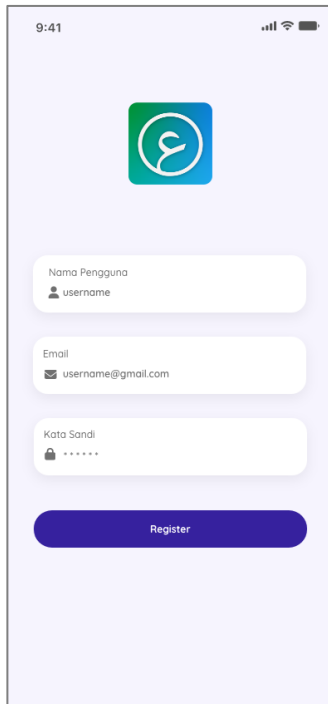 9:41
ع
Nama Pengguna
username
Email
username@gmail.com
Kata Sandi
••••••
Register